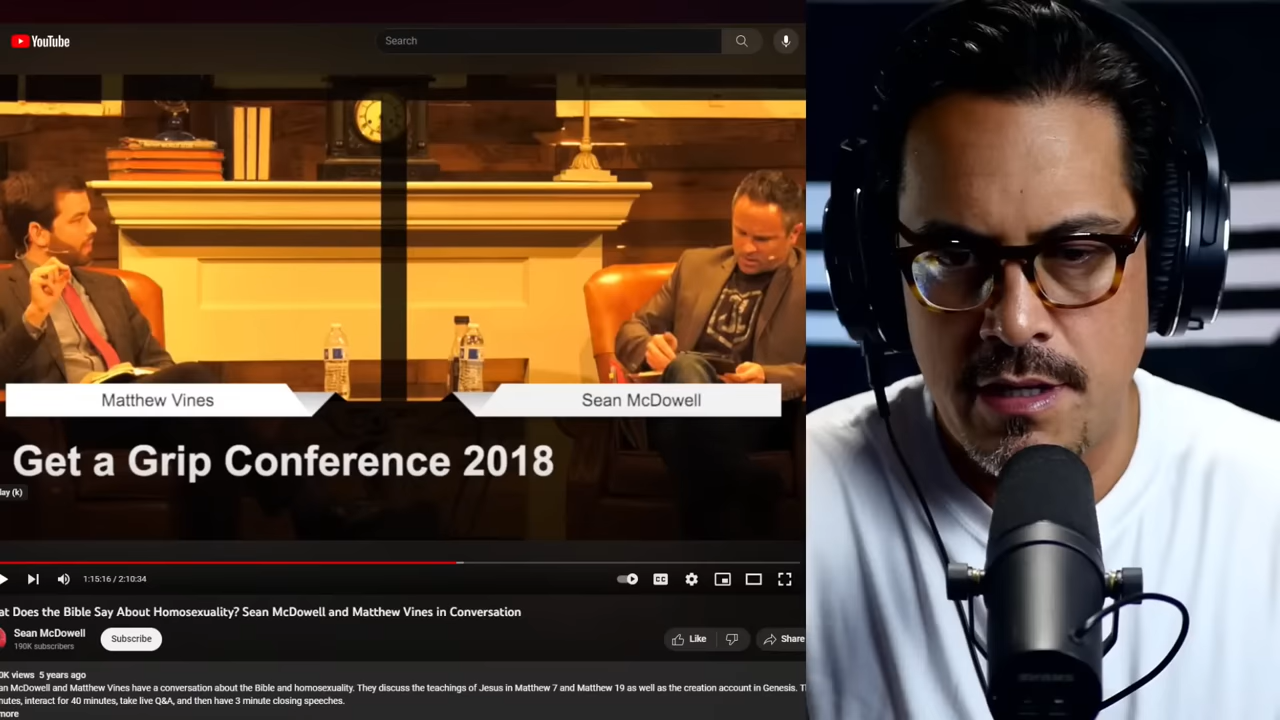 YouTube
Search
Matthew Vines
Sean McDowell
Get a Grip Conference 2018
lay (k)
1:15:16 / 2:10:34
CC
at Does the Bible Say About Homosexuality? Sean McDowell and Matthew Vines in Conversation
Sean McDowell
190K subscribers
Subscribe
Like
Share
0K views 5 years ago
an McDowell and Matthew Vines have a conversation about the Bible and homosexuality. They discuss the teachings of Jesus in Matthew 7 and Matthew 19 as well as the creation account in Genesis. T
nutes, interact for 40 minutes, take live Q&A, and then have 3 minute closing speeches.
more